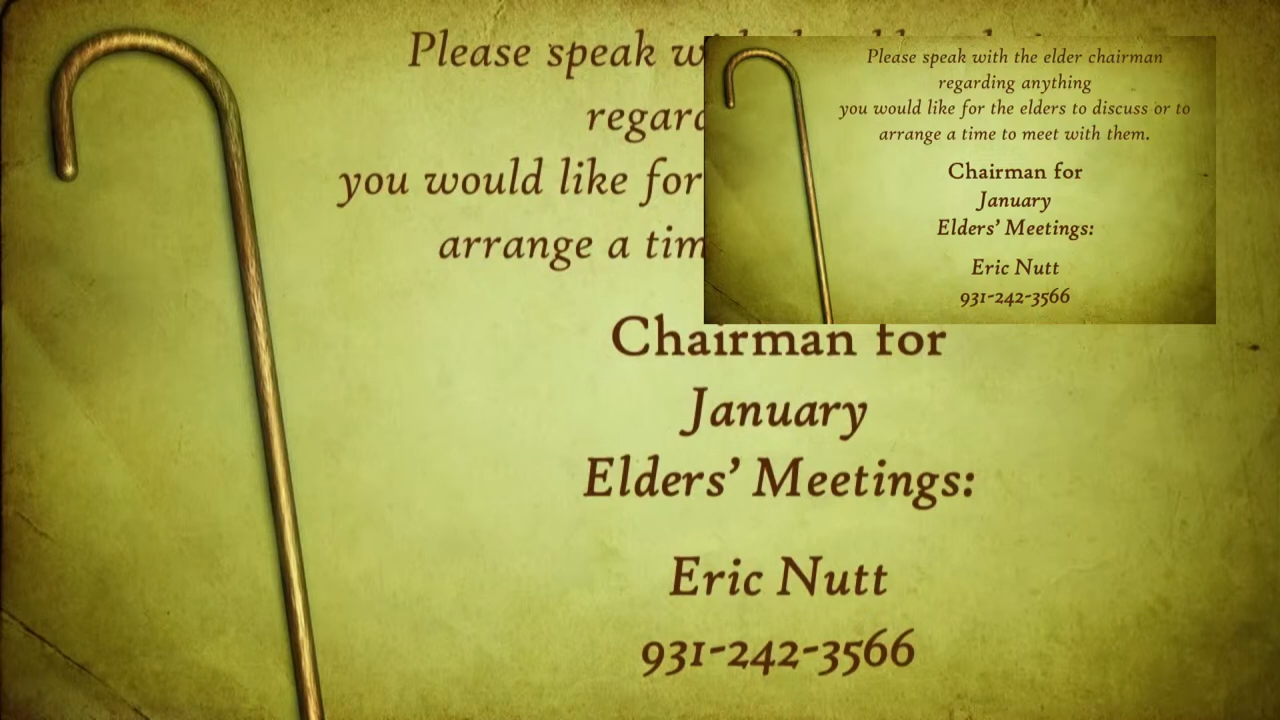 Please speak
regard
you would like for
arrange a tim
Chairman for
January
Elders' Meetings:
Eric Nutt
931-242-3566
Please speak with the elder chairman
regarding anything
you would like for the elders to discuss or to
arrange a time to meet with them.
Chairman for
January
Elders' Meetings:
Eric Nutt
931-242-3566